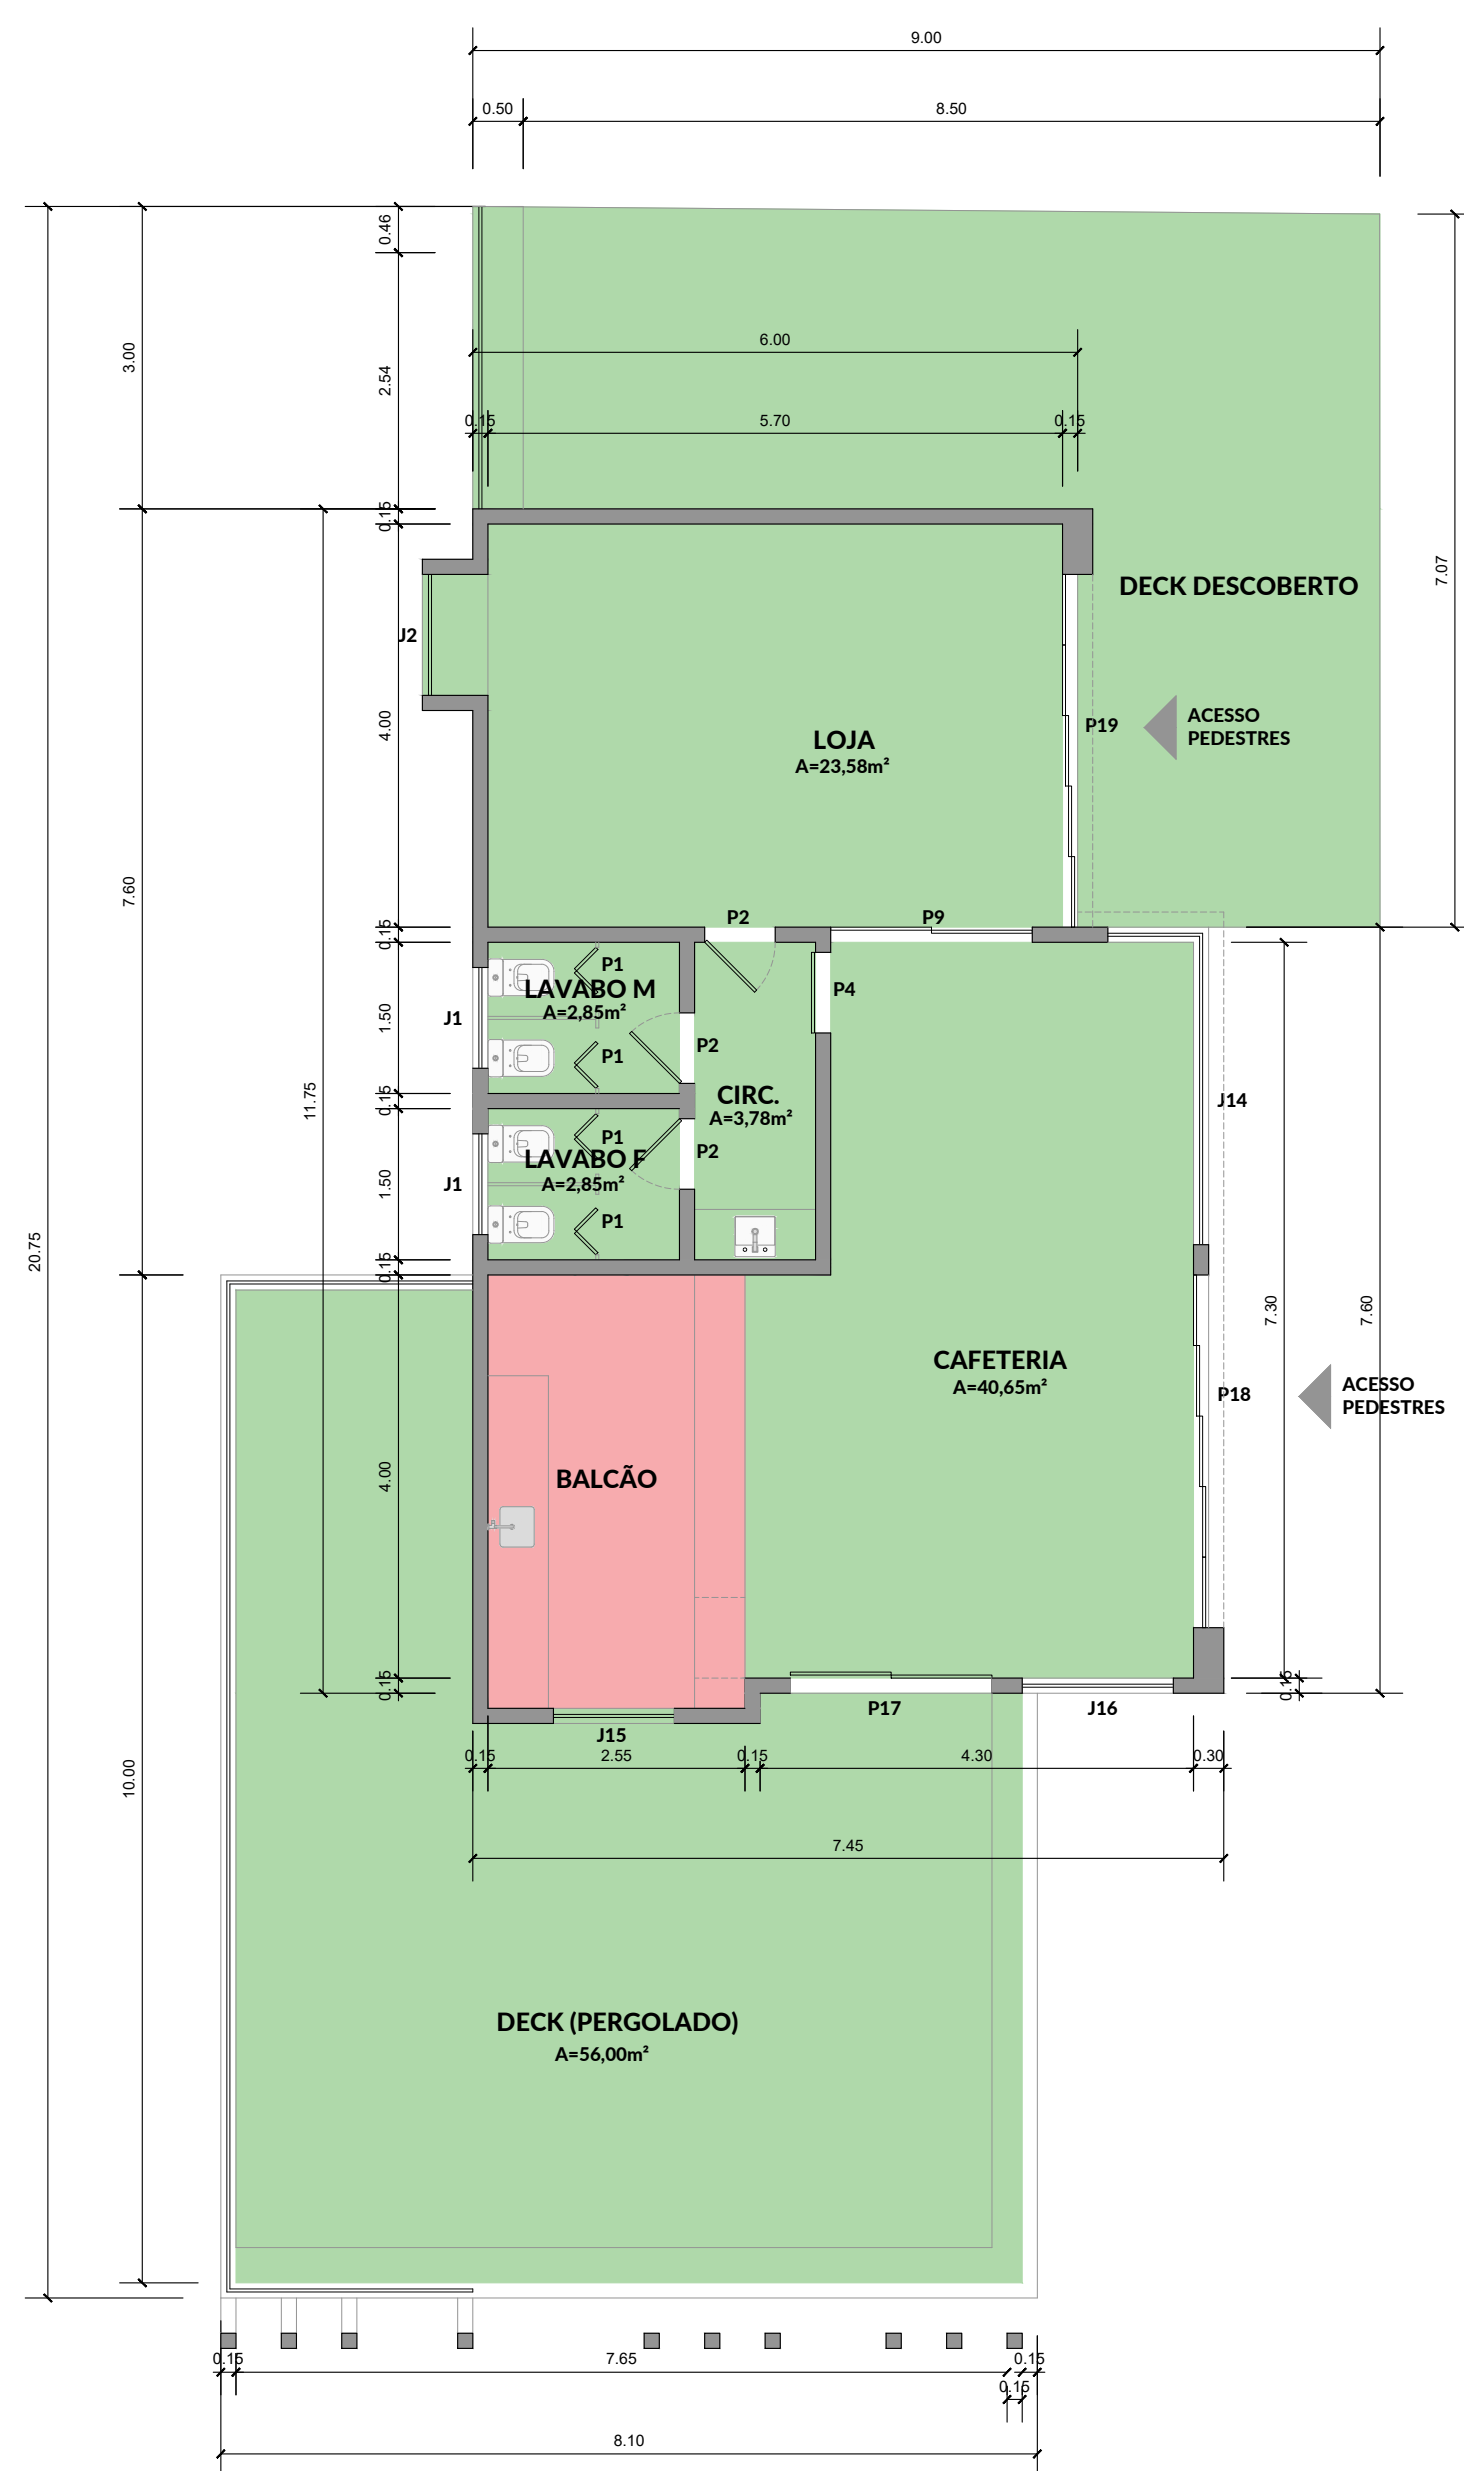 9.00
0.50
8.50
0.46
3.00
2.54
6.00
0.15
5.70
0.15
0.15
7.07
DECK DESCOBERTO
J2
4.00
LOJA
A=23,58m²
P19
ACESSO
PEDESTRES
7.60
0.15
P2
P9
P1
LAVABO M
A=2,85m²
P4
J1
1.50
P2
P1
CIRC.
A=3,78m²
11.75
0.15
J14
P1
P2
LAVABO F
A=2,85m²
J1
1.50
P1
20.75
0.15
7.30
7.60
CAFETERIA
A=40,65m²
P18
ACESSO
PEDESTRES
4.00
BALCÃO
0.15
0.15
P17
J16
J15
0.15
2.55
0.15
4.30
0.30
10.00
7.45
DECK (PERGOLADO)
A=56,00m²
0.15
7.65
0.15
0.15
8.10